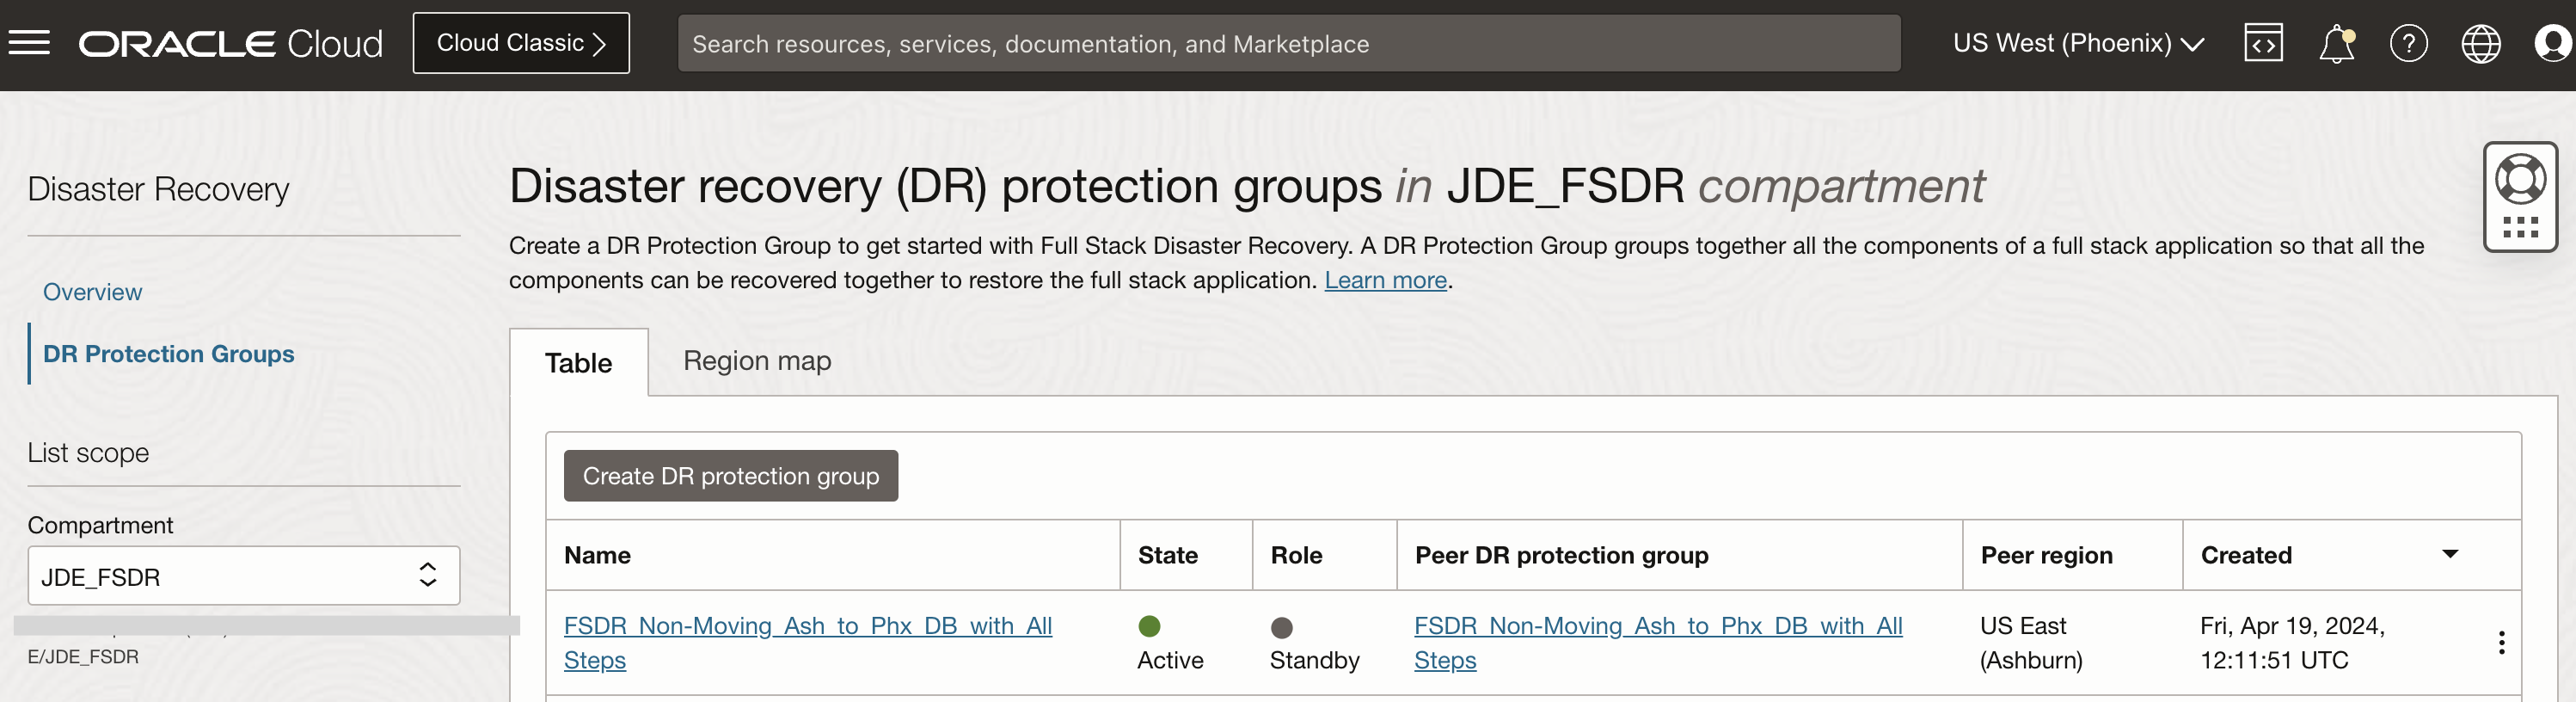 ORACLE Cloud
Cloud Classic
Search resources, services, documentation, and Marketplace
US West (Phoenix)
Disaster Recovery
Overview
DR Protection Groups
List scope
Compartment
JDE_FSDR
E/JDE_FSDR
Disaster recovery (DR) protection groups in JDE_FSDR compartment
Create a DR Protection Group to get started with Full Stack Disaster Recovery. A DR Protection Group groups together all the components of a full stack application so that all the
components can be recovered together to restore the full stack application. Learn more.
Table
Region map
Create DR protection group
Name
State
Role
Peer DR protection group
Peer region
Created
FSDR_Non-Moving_Ash_to_Phx_DB_with_All
Steps
Active
Standby
FSDR_Non-Moving_Ash_to_Phx_DB_with_All
Steps
US East
(Ashburn)
Fri, Apr 19, 2024,
12:11:51 UTC